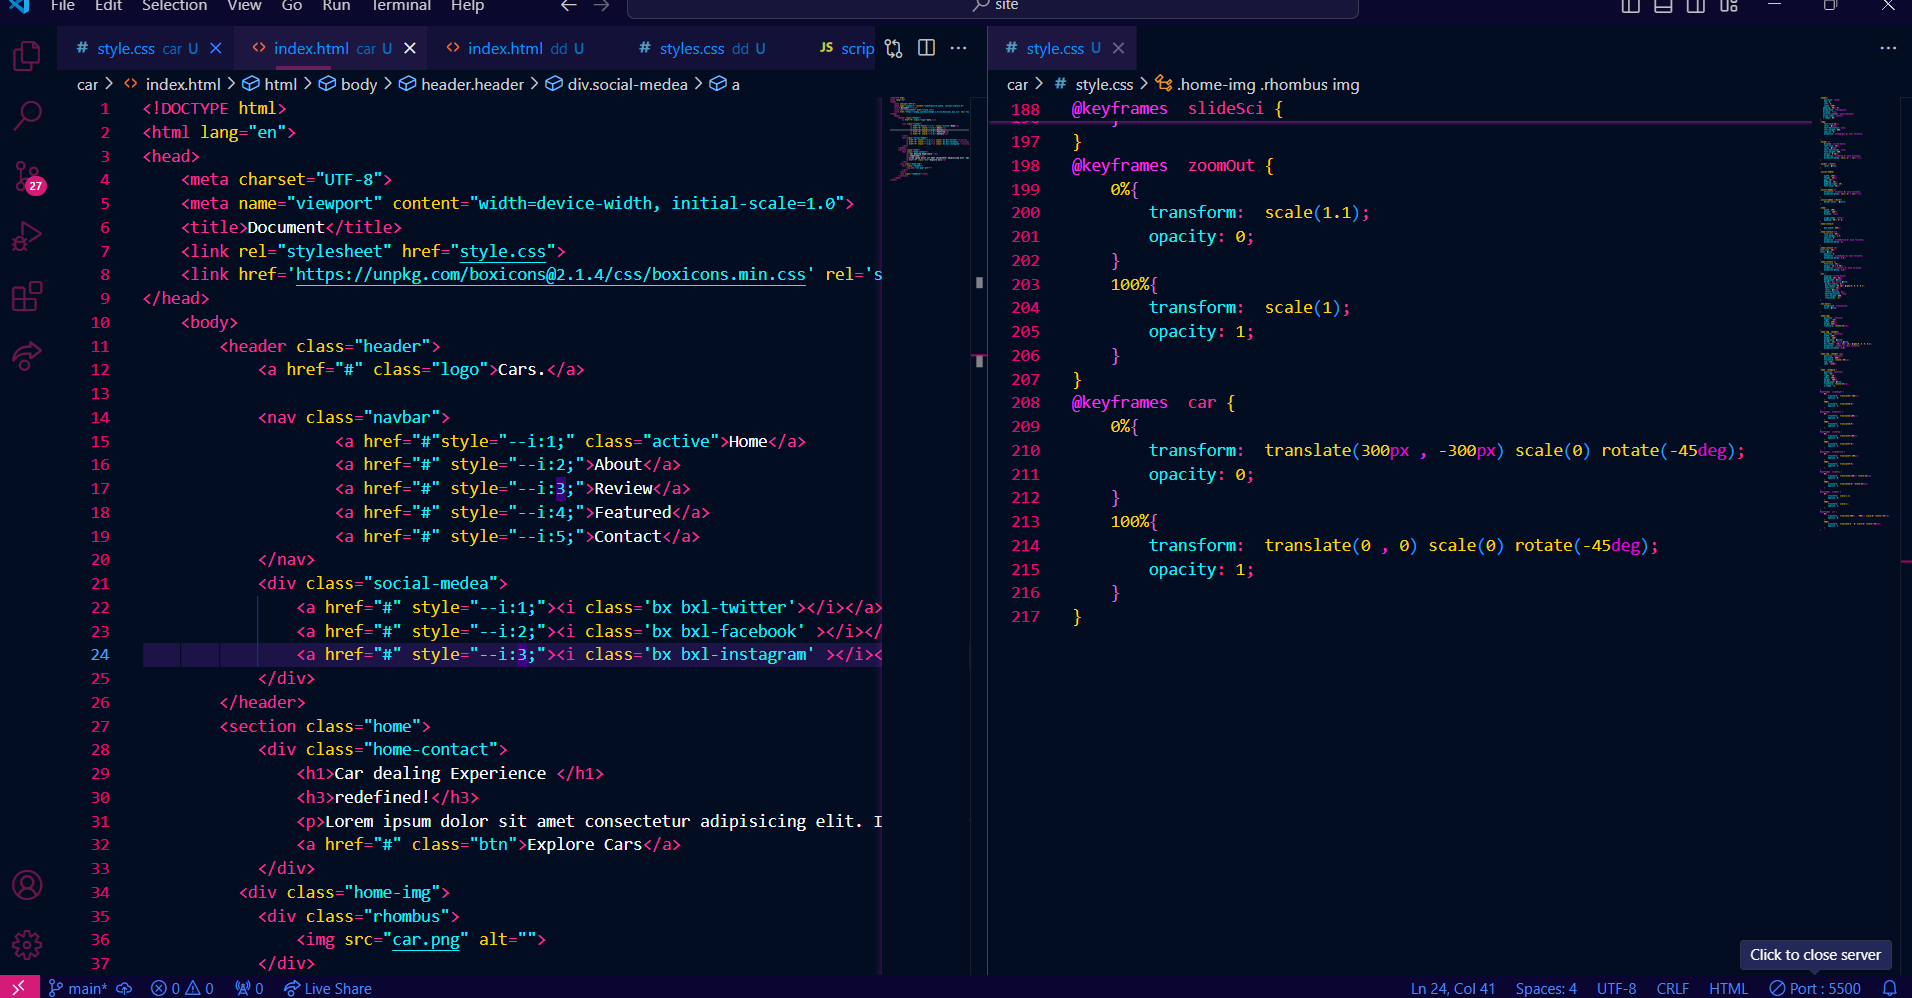 File Edit Selection View Go Run Terminal Help
site
# style.css car U
<> index.html car U
<> index.html dd U
# styles.css dd U
JS scrip
car > <> index.html > html > body > header.header > div.social-medea > a
1 <!DOCTYPE html>
2 <html lang="en">
3 <head>
4 <meta charset="UTF-8">
5 <meta name="viewport" content="width=device-width, initial-scale=1.0">
6 <title>Document</title>
7 <link rel="stylesheet" href="style.css">
8 <link href='https://unpkg.com/boxicons@2.1.4/css/boxicons.min.css' rel='s
9 </head>
10 <body>
11 <header class="header">
12 <a href="#" class="logo">Cars.</a>
13
14 <nav class="navbar">
15 <a href="#"style="--i:1;" class="active">Home</a>
16 <a href="#" style="--i:2;">About</a>
17 <a href="#" style="--i:3;">Review</a>
18 <a href="#" style="--i:4;">Featured</a>
19 <a href="#" style="--i:5;">Contact</a>
20 </nav>
21 <div class="social-medea">
22 <a href="#" style="--i:1;"><i class='bx bxl-twitter'></i></a>
23 <a href="#" style="--i:2;"><i class='bx bxl-facebook' ></i></
24 <a href="#" style="--i:3;"><i class='bx bxl-instagram' ></i><
25 </div>
26 </header>
27 <section class="home">
28 <div class="home-contact">
29 <h1>Car dealing Experience </h1>
30 <h3>redefined!</h3>
31 <p>Lorem ipsum dolor sit amet consectetur adipisicing elit. I
32 <a href="#" class="btn">Explore Cars</a>
33 </div>
34 <div class="home-img">
35 <div class="rhombus">
36 <img src="car.png" alt="">
37 </div>
# style.css U
car > # style.css > .home-img .rhombus img
188 @keyframes slideSci {
197 }
198 @keyframes zoomOut {
199 0%{
200 transform: scale(1.1);
201 opacity: 0;
202 }
203 100%{
204 transform: scale(1);
205 opacity: 1;
206 }
207 }
208 @keyframes car {
209 0%{
210 transform: translate(300px , -300px) scale(0) rotate(-45deg);
211 opacity: 0;
212 }
213 100%{
214 transform: translate(0 , 0) scale(0) rotate(-45deg);
215 opacity: 1;
216 }
217 }
27
Click to close server
main* 0 0 0 Live Share
Ln 24, Col 41 Spaces: 4 UTF-8 CRLF HTML Port : 5500